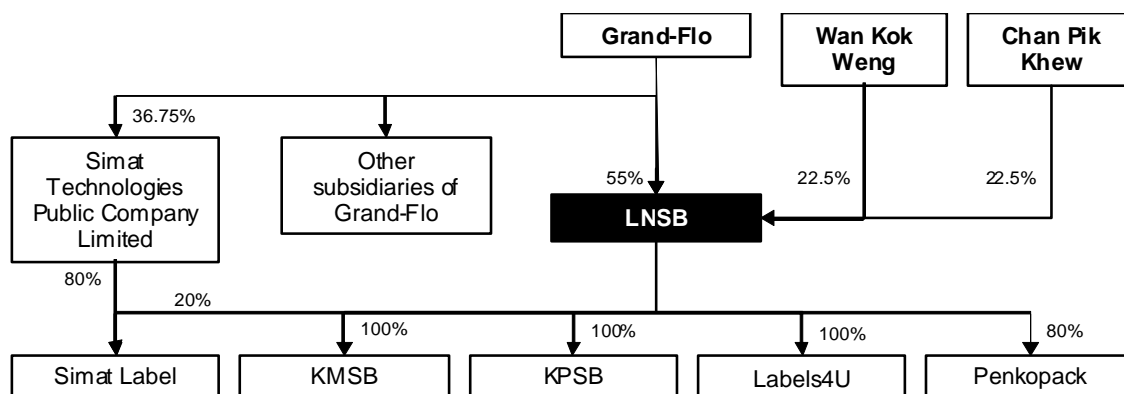 Grand-Flo
Wan Kok
Weng
Chan Pik
Khew
36.75%
Simat
Technologies
Public Company
Limited
Other
subsidiaries of
Grand-Flo
55%
22.5%
22.5%
LNSB
80%
20%
100%
100%
100%
80%
Simat Label
KMSB
KPSB
Labels4U
Penkopack